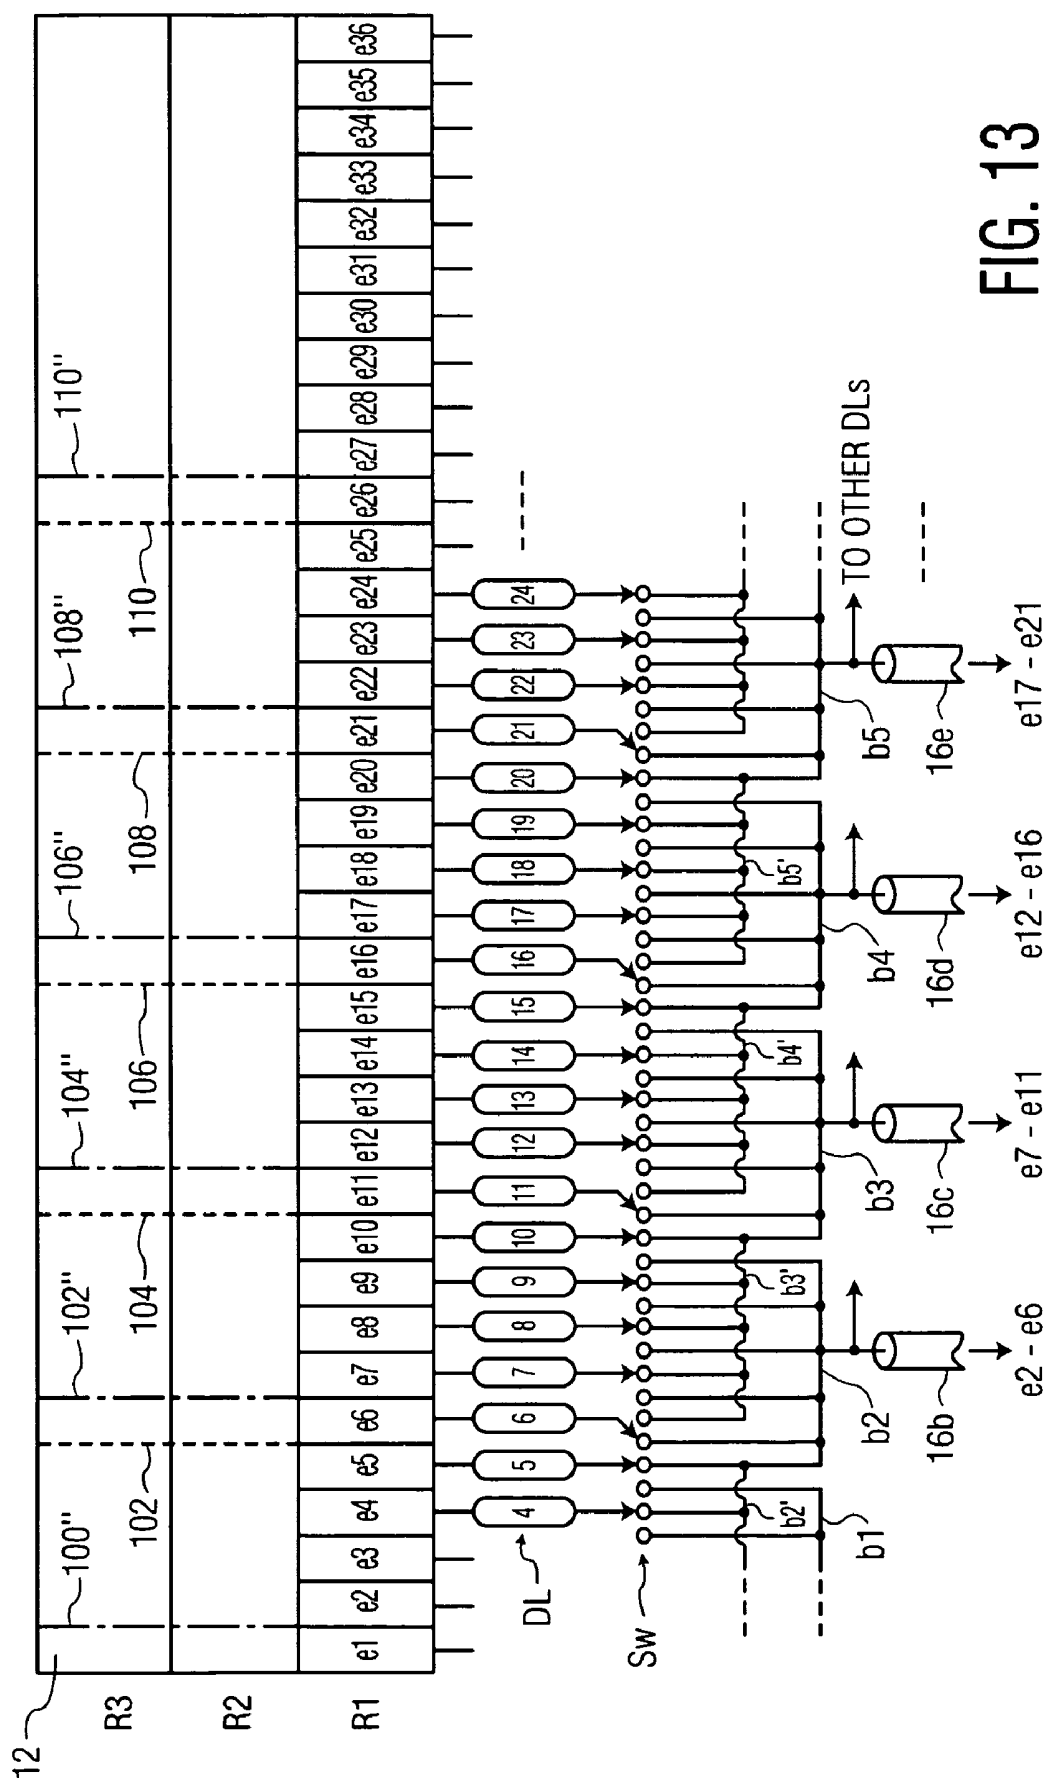 12
100"
102"
104"
106"
108"
110"
102
104
106
108
110
R3
R2
R1
e1 e2 e3 e4 e5 e6 e7 e8 e9 e10 e11 e12 e13 e14 e15 e16 e17 e18 e19 e20 e21 e22 e23 e24 e25 e26 e27 e28 e29 e30 e31 e32 e33 e34 e35 e36
DL
4 5 6 7 8 9 10 11 12 13 14 15 16 17 18 19 20 21 22 23 24
Sw
b2' b3' b4' b5'
b1 b2 b3 b4 b5
TO OTHER DLs
16b 16c 16d 16e
e2 - e6
e7 - e11
e12 - e16
e17 - e21
FIG. 13